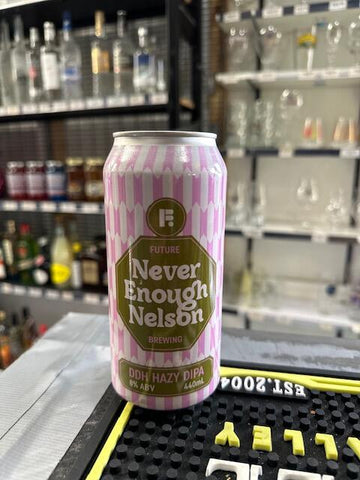 F.
FUTURE
Never
Enough
Nelson
BREWING
DDH HAZY DIPA
8% ABV 440mL
EST.2004